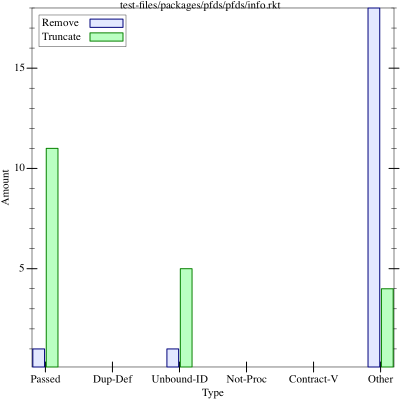 test-files/packages/pfds/pfds/info.rkt
Remove
Truncate
15
10
5
Amount
Passed Dup-Def Unbound-ID Not-Proc Contract-V Other
Type